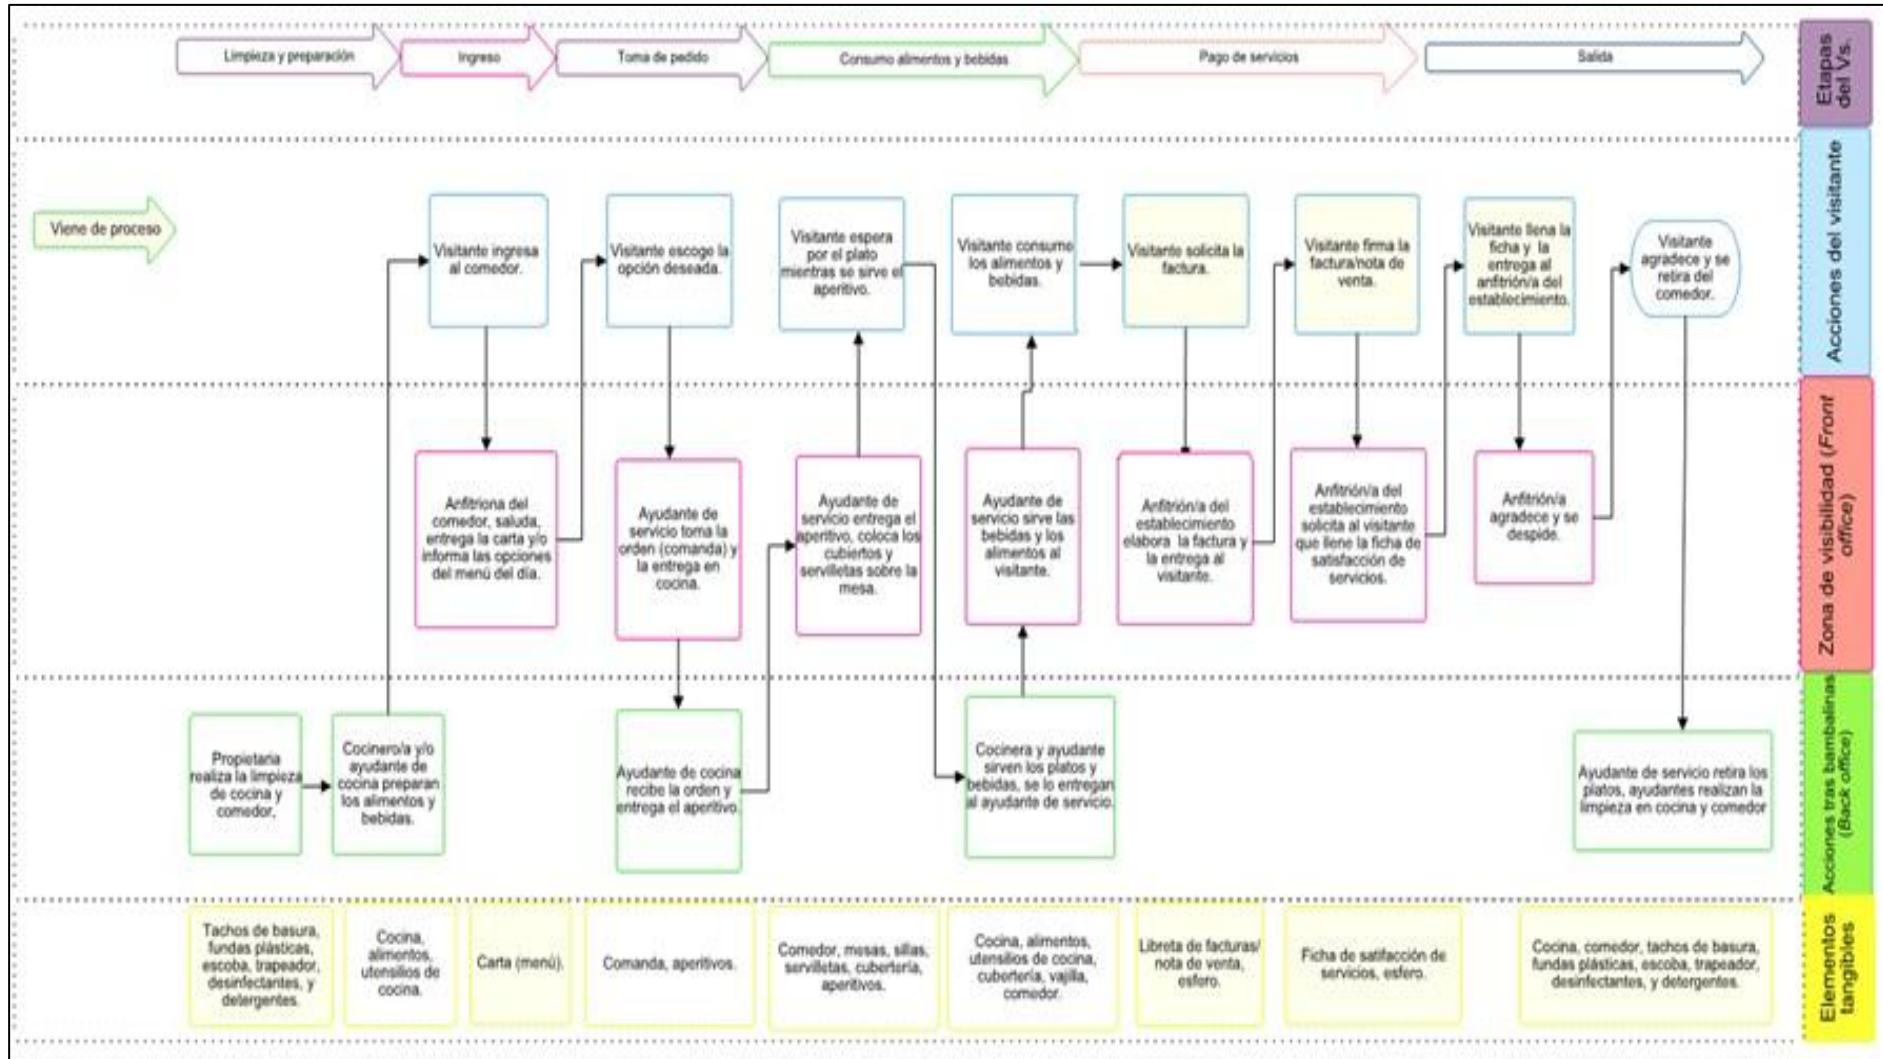 Limpieza y preparación
Ingreso
Toma de pedido
Consumo alimentos y bebidas
Pago de servicios
Salida
Etapas
del Vs.
Viene de proceso
Visitante ingresa
al comedor.
Visitante escoge la
opción deseada.
Visitante espera
por el plato
mientras se sirve el
aperitivo.
Visitante consume
los alimentos y
bebidas.
Visitante solicita la
factura.
Visitante firma la
factura/nota de
venta.
Visitante llena la
ficha y la
entrega al
anfitrión/a del
establecimiento.
Visitante
agradece y se
retira del
comedor.
Acciones del visitante
Anfitriona del
comedor, saluda,
entrega la carta y/o
informa las opciones
del menú del día.
Ayudante de
servicio toma la
orden (comanda) y
la entrega en
cocina.
Ayudante de
servicio entrega el
aperitivo, coloca los
cubiertos y
servilletas sobre la
mesa.
Ayudante de
servicio sirve las
bebidas y los
alimentos al
visitante.
Anfitrión/a del
establecimiento
elabora la factura y
la entrega al
visitante.
Anfitrión/a del
establecimiento
solicita al visitante
que llene la ficha de
satisfacción de
servicios.
Anfitrión/a
agradece y se
despide.
Zona de visibilidad (Front
office)
Propietaria
realiza la limpieza
de cocina y
comedor,
Cocinero/a y/o
ayudante de
cocina preparan
los alimentos y
bebidas.
Ayudante de cocina
recibe la orden y
entrega el aperitivo.
Cocinera y ayudante
sirven los platos y
bebidas, se lo entregan
al ayudante de servicio.
Ayudante de servicio retira los
platos, ayudantes realizan la
limpieza en cocina y comedor
Acciones tras bambalinas
(Back office)
Tachos de basura,
fundas plásticas,
escoba, trapeador,
desinfectantes, y
detergentes.
Cocina,
alimentos,
utensilios de
cocina.
Carta (menú).
Comanda, aperitivos.
Comedor, mesas, sillas,
servilletas, cubertería,
aperitivos.
Cocina, alimentos,
utensilios de cocina,
cubertería, vajilla,
comedor.
Libreta de facturas/
nota de venta,
esfero.
Ficha de satifacción de
servicios, esfero.
Cocina, comedor, tachos de basura,
fundas plásticas, escoba, trapeador,
desinfectantes, y detergentes.
Elementos
tangibles